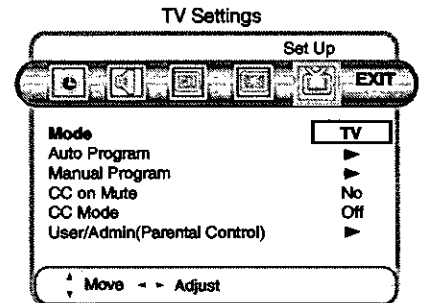 TV Settings
Set Up
EXIT
Mode TV
Auto Program ►
Manual Program ►
CC on Mute No
CC Mode Off
User/Admin(Parental Control) ►
Move Adjust